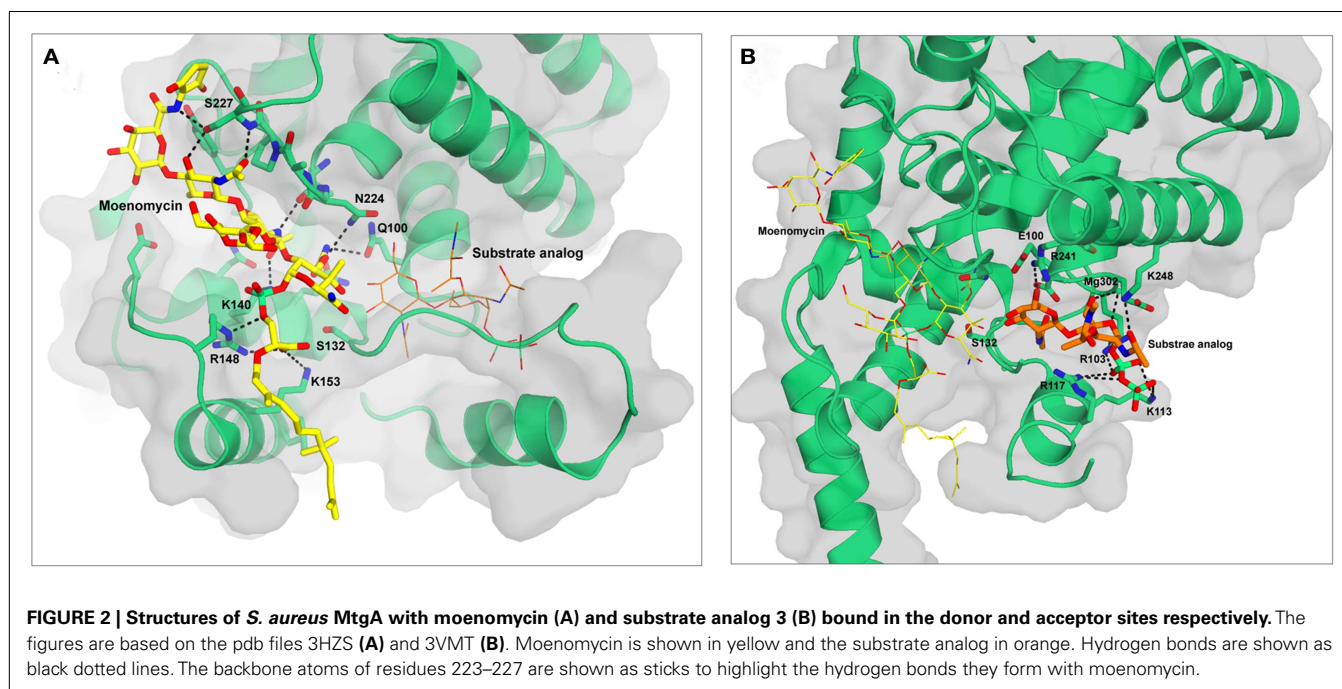 A
S227
Moenomycin
N224
Q100
Substrate analog
K140
S132
R148
K153
B
Moenomycin
E100
R241
K248
Mg302
S132
Substrae analog
R103
R117
K113
FIGURE 2 | Structures of S. aureus MtgA with moenomycin (A) and substrate analog 3 (B) bound in the donor and acceptor sites respectively. The
figures are based on the pdb files 3HZS (A) and 3VMT (B). Moenomycin is shown in yellow and the substrate analog in orange. Hydrogen bonds are shown as
black dotted lines. The backbone atoms of residues 223–227 are shown as sticks to highlight the hydrogen bonds they form with moenomycin.